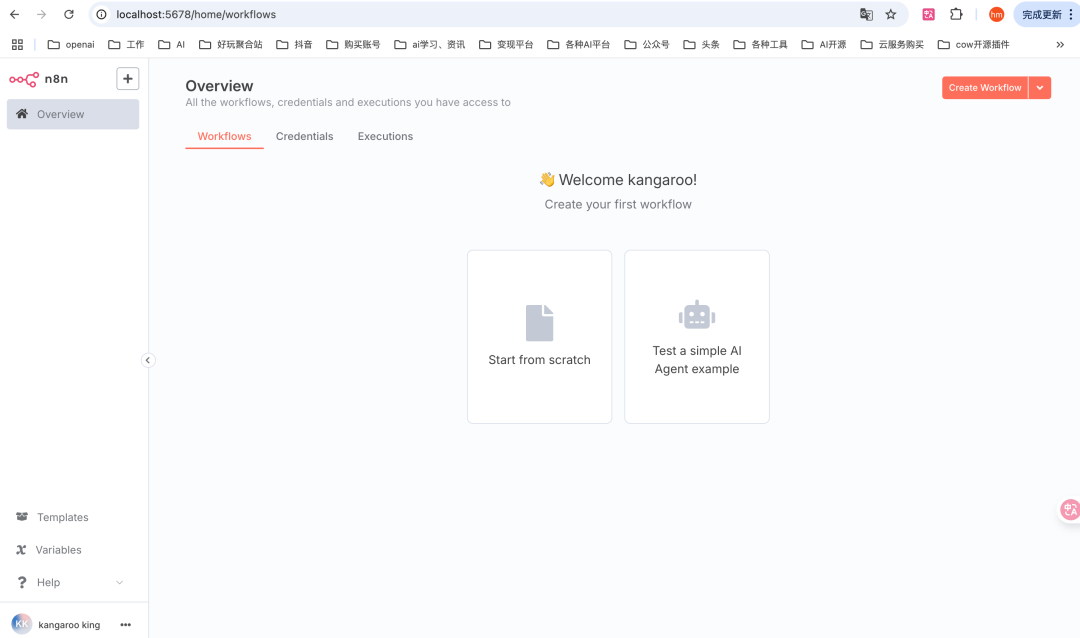 localhost:5678/home/workflows
hm
完成更新
openai 工作 AI 好玩聚合站 抖音 购买账号 ai学习、资讯 变现平台 各种AI平台 公众号 头条 各种工具 AI开源 云服务购买 cow开源插件 »
n8n
+
Overview
Overview
All the workflows, credentials and executions you have access to
Create Workflow
Workflows Credentials Executions
👋 Welcome kangaroo!
Create your first workflow
Start from scratch
Test a simple AI
Agent example
Templates
Variables
? Help
KK kangaroo king •••